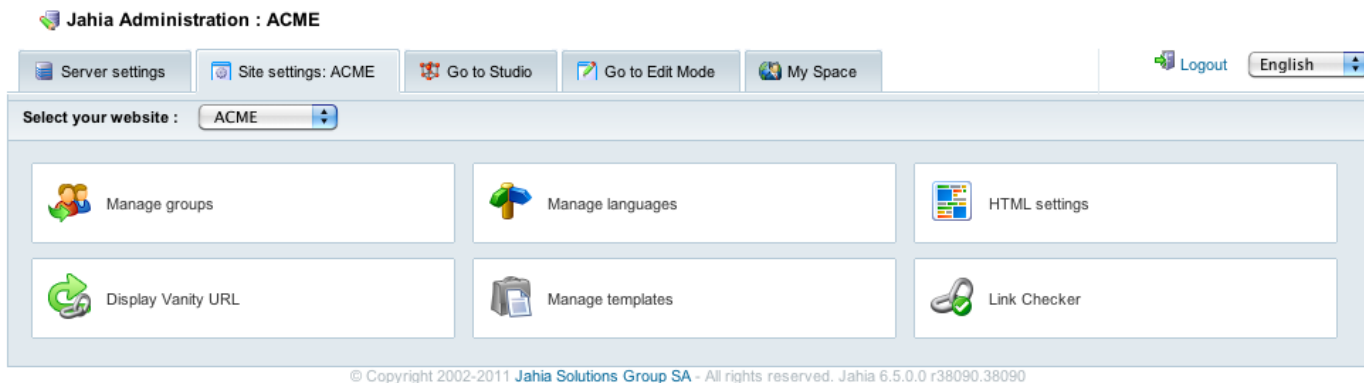 Jahia Administration : ACME
Server settings Site settings: ACME Go to Studio Go to Edit Mode My Space Logout English
Select your website : ACME
Manage groups Manage languages HTML settings
Display Vanity URL Manage templates Link Checker
© Copyright 2002-2011 Jahia Solutions Group SA - All rights reserved. Jahia 6.5.0.0 r38090.38090